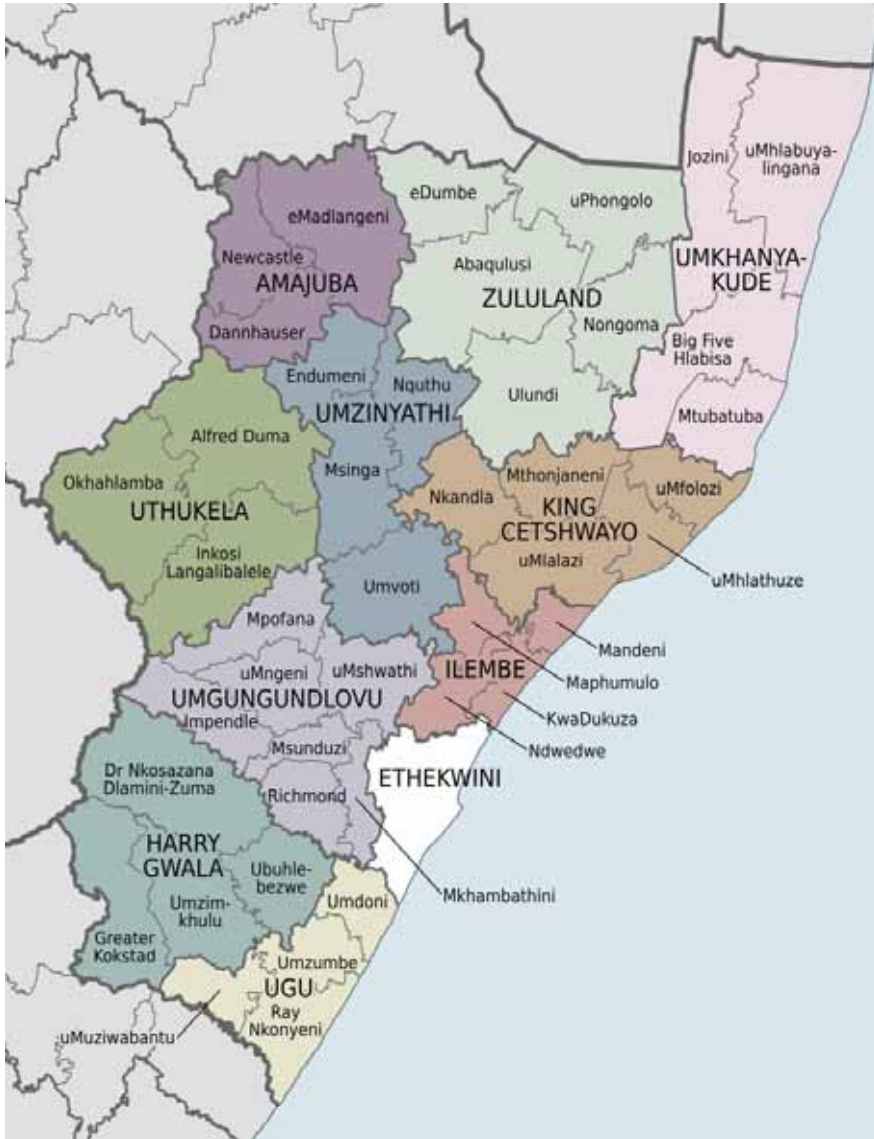 Jozini
uMhlabuya-
lingana
eDumbe
uPhongolo
eMadlangeni
Newcastle
AMAJUBA
Abaqulusi
UMKHANYA-
KUDE
ZULULAND
Nongoma
Dannhauser
Big Five
Hlabisa
Endumeni
Nquthu
UMZINYATHI
Ulundi
Mtubatuba
Alfred Duma
Msinga
Okhahlamba
UTHUKELA
Mthonjaneni
Nkandla
uMfolozi
KING
CETSHWAYO
Inkosi
Langalibalele
uMlalazi
uMhlathuze
Umvoti
Mpofana
Mandeni
uMngeni
uMshwathi
ILEMBE
Maphumulo
UMGUNGUNDLOVU
Impendle
KwaDukuza
Msunduzi
Ndwedwe
Dr Nkosazana
Dlamini-Zuma
ETHEKWINI
Richmond
HARRY
GWALA
Ubuhle-
bezwe
Mkhambathini
Umzim-
khulu
Umdoni
Greater
Kokstad
Umzumbe
UGU
Ray
Nkonyeni
uMuziwabantu